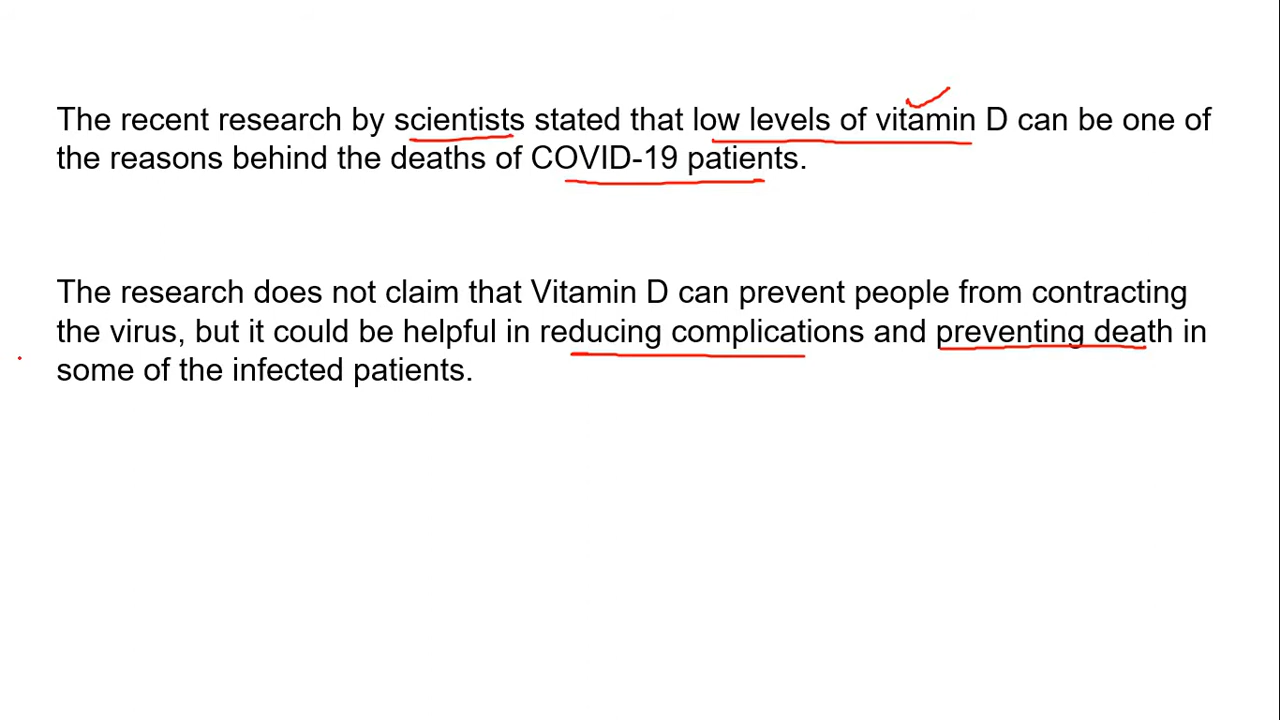 The recent research by scientists stated that low levels of vitamin D can be one of
the reasons behind the deaths of COVID-19 patients.
The research does not claim that Vitamin D can prevent people from contracting
the virus, but it could be helpful in reducing complications and preventing death in
some of the infected patients.